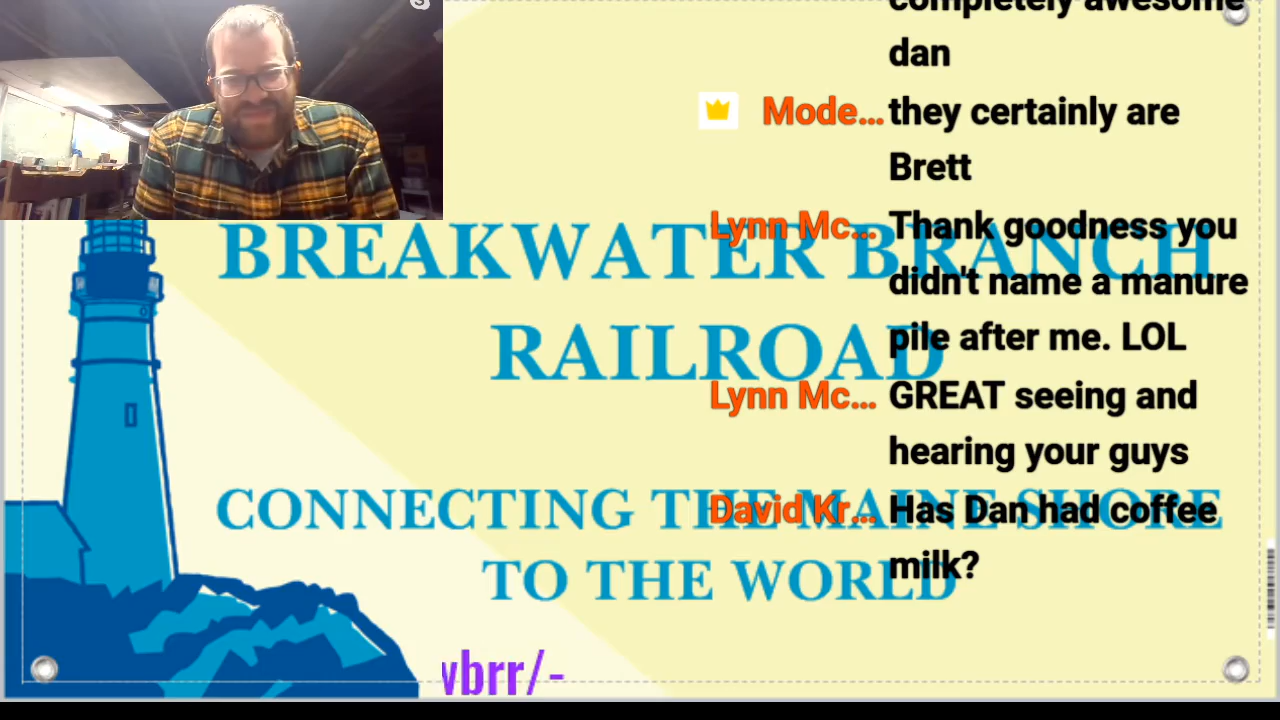 completely awesome
dan
Mode... they certainly are
Brett
Lynn Mc... Thank goodness you
didn't name a manure
pile after me. LOL
Lynn Mc... GREAT seeing and
hearing your guys
David Kr... Has Dan had coffee
milk?
BREAKWATER BRANCH
RAILROAD
CONNECTING THE MAINE SHORE
TO THE WORLD
wbrr/-